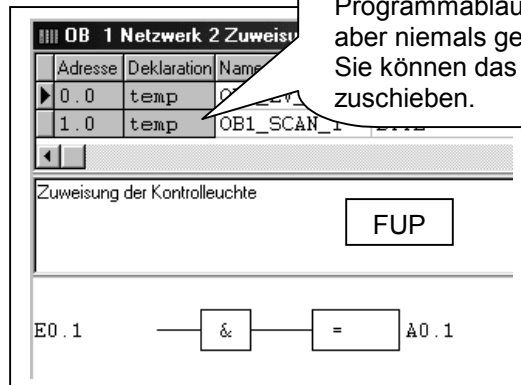 Programmablau
aber niemals ge
Sie können das
zuschieben.
OB 1 Netzwerk 2 Zuweisu
Adresse Deklaration Name
0.0 temp
1.0 temp OB1_SCAN_1
Zuweisung der Kontrolleuchte
FUP
E0.1 & = A0.1